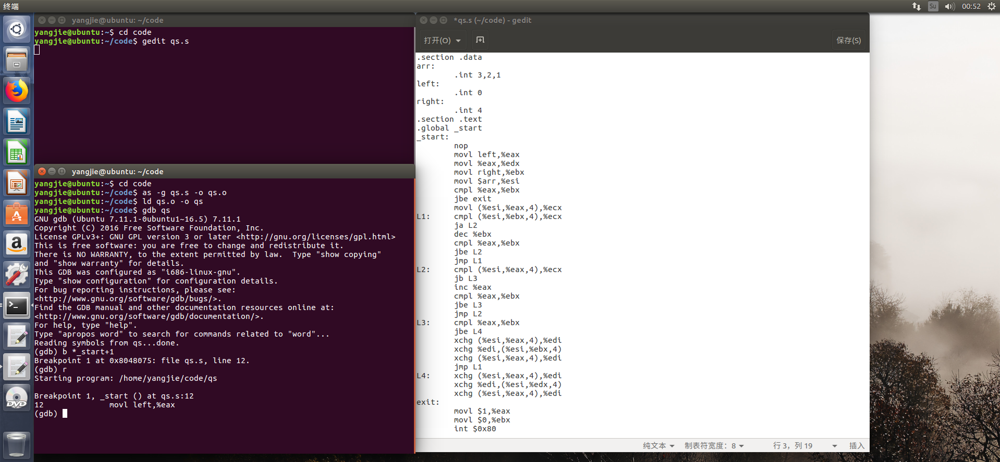 终端
Su
00:52
yangjie@ubuntu: ~/code
yangjie@ubuntu:~$ cd code
yangjie@ubuntu:~/code$ gedit qs.s
yangjie@ubuntu: ~/code
yangjie@ubuntu:~$ cd code
yangjie@ubuntu:~/code$ as -g qs.s -o qs.o
yangjie@ubuntu:~/code$ ld qs.o -o qs
yangjie@ubuntu:~/code$ gdb qs
GNU gdb (Ubuntu 7.11.1-0ubuntu1~16.5) 7.11.1
Copyright (C) 2016 Free Software Foundation, Inc.
License GPLv3+: GNU GPL version 3 or later <http://gnu.org/licenses/gpl.html>
This is free software: you are free to change and redistribute it.
There is NO WARRANTY, to the extent permitted by law.  Type "show copying"
and "show warranty" for details.
This GDB was configured as "i686-linux-gnu".
Type "show configuration" for configuration details.
For bug reporting instructions, please see:
<http://www.gnu.org/software/gdb/bugs/>.
Find the GDB manual and other documentation resources online at:
<http://www.gnu.org/software/gdb/documentation/>.
For help, type "help".
Type "apropos word" to search for commands related to "word"...
Reading symbols from qs...done.
(gdb) b *_start+1
Breakpoint 1 at 0x8048075: file qs.s, line 12.
(gdb) r
Starting program: /home/yangjie/code/qs
Breakpoint 1, _start () at qs.s:12
12              movl left,%eax
(gdb)
*qs.s (~/code) - gedit
打开(O)
保存(S)
.section .data
arr:
        .int 3,2,1
left:
        .int 0
right:
        .int 4
.section .text
.global _start
_start:
        nop
        movl left,%eax
        movl %eax,%edx
        movl right,%ebx
        movl $arr,%esi
        cmpl %eax,%ebx
        jbe exit
        movl (%esi,%eax,4),%ecx
L1:     cmpl (%esi,%ebx,4),%ecx
        ja L2
        dec %ebx
        cmpl %eax,%ebx
        jbe L2
        jmp L1
L2:     cmpl (%esi,%eax,4),%ecx
        jb L3
        inc %eax
        cmpl %eax,%ebx
        jbe L3
        jmp L2
L3:     cmpl %eax,%ebx
        jbe L4
        xchg (%esi,%eax,4),%edi
        xchg %edi,(%esi,%ebx,4)
        xchg (%esi,%eax,4),%edi
        jmp L1
L4:     xchg (%esi,%eax,4),%edi
        xchg %edi,(%esi,%edx,4)
        xchg (%esi,%eax,4),%edi
exit:
        movl $1,%eax
        movl $0,%ebx
        int $0x80
纯文本 制表符宽度：8 行 3，列 19 插入
DVD